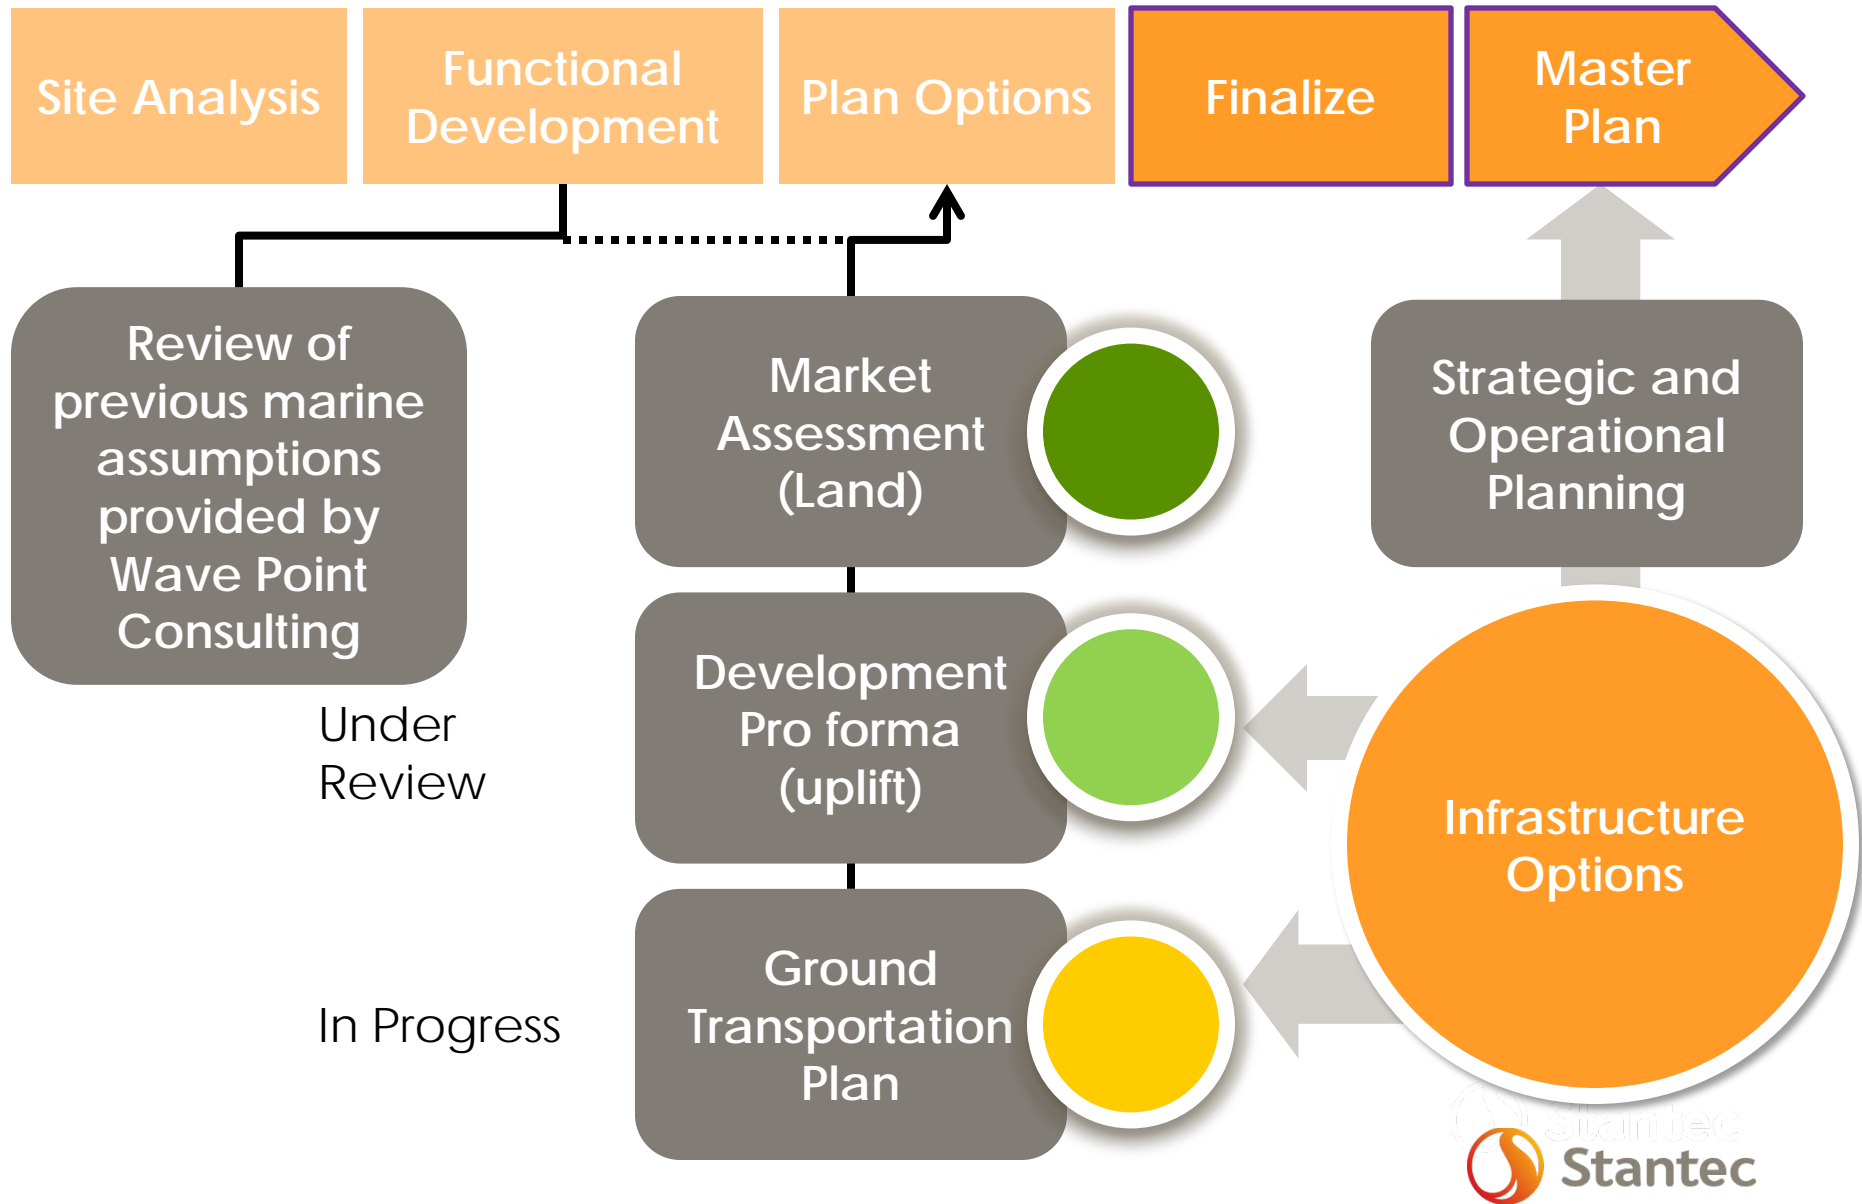 Site Analysis
Functional
Development
Plan Options
Finalize
Master
Plan
Review of
previous marine
assumptions
provided by
Wave Point
Consulting
Market
Assessment
(Land)
Strategic and
Operational
Planning
Under
Review
Development
Pro forma
(uplift)
Infrastructure
Options
In Progress
Ground
Transportation
Plan
Stantec
Stantec